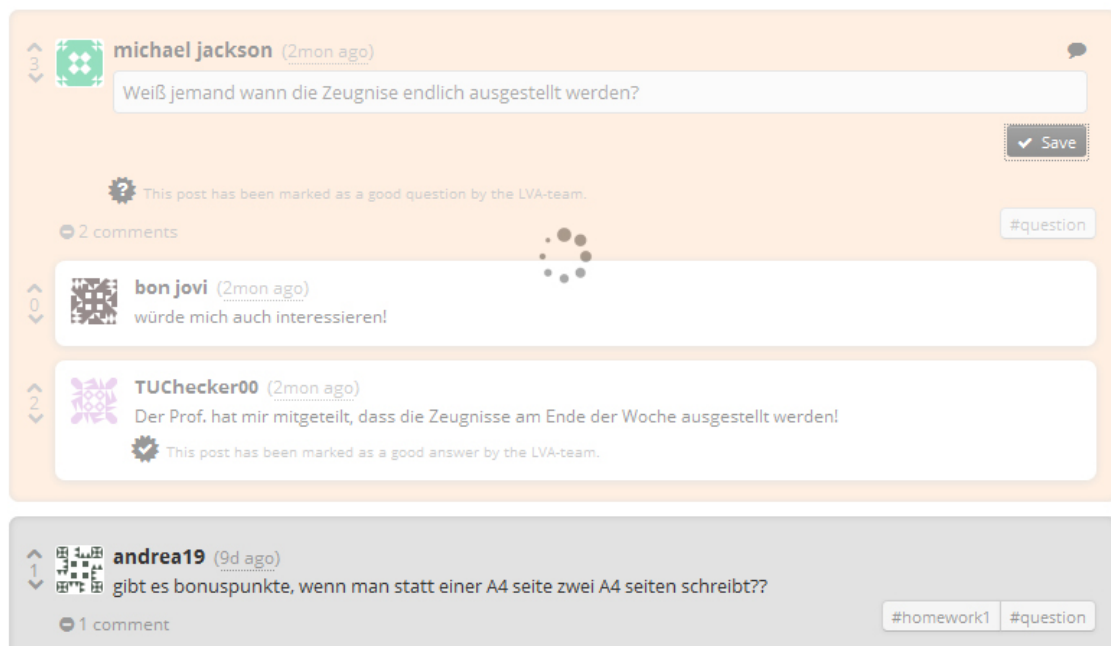 michael jackson (2mon ago)
3
Weiß jemand wann die Zeugnise endlich ausgestellt werden?
Save
This post has been marked as a good question by the LVA-team.
2 comments
#question
bon jovi (2mon ago)
0
würde mich auch interessieren!
TUChecker00 (2mon ago)
2
Der Prof. hat mir mitgeteilt, dass die Zeugnisse am Ende der Woche ausgestellt werden!
This post has been marked as a good answer by the LVA-team.
andrea19 (9d ago)
1
gibt es bonuspunkte, wenn man statt einer A4 seite zwei A4 seiten schreibt??
#homework1 #question
1 comment